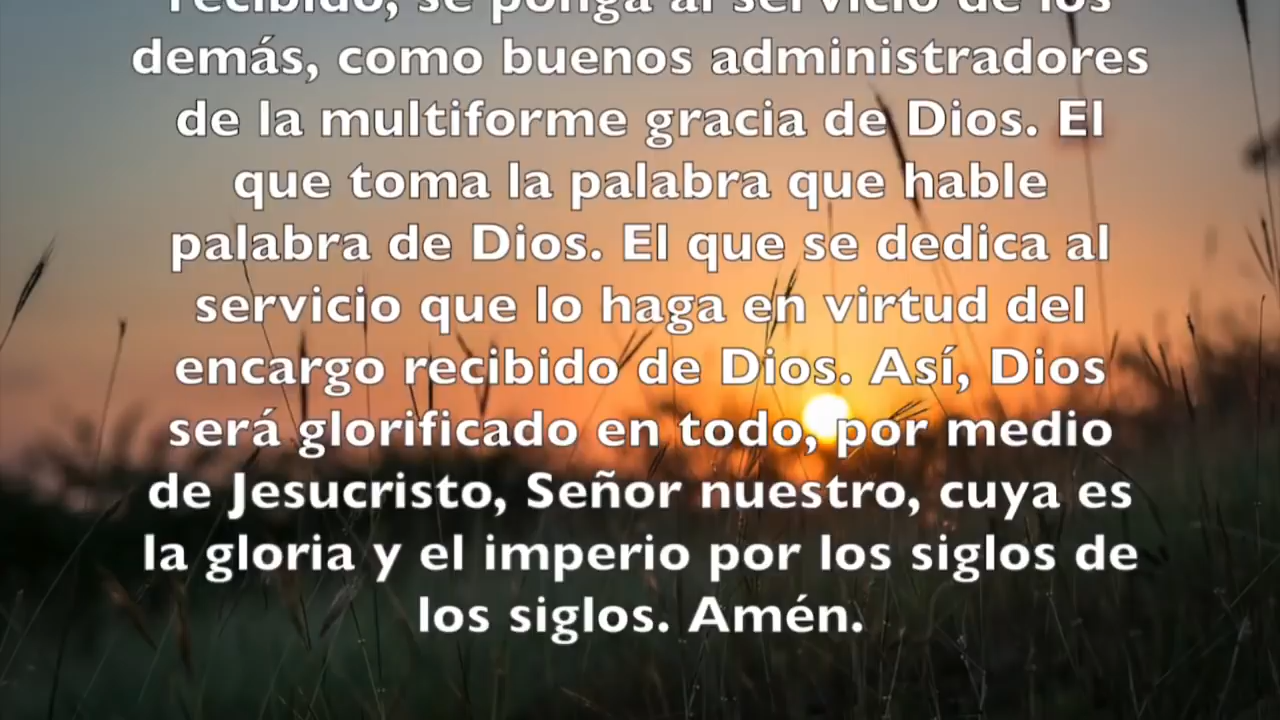 recibido, se ponga al servicio de los
demás, como buenos administradores
de la multiforme gracia de Dios. El
que toma la palabra que hable
palabra de Dios. El que se dedica al
servicio que lo haga en virtud del
encargo recibido de Dios. Así, Dios
será glorificado en todo, por medio
de Jesucristo, Señor nuestro, cuya es
la gloria y el imperio por los siglos de
los siglos. Amén.